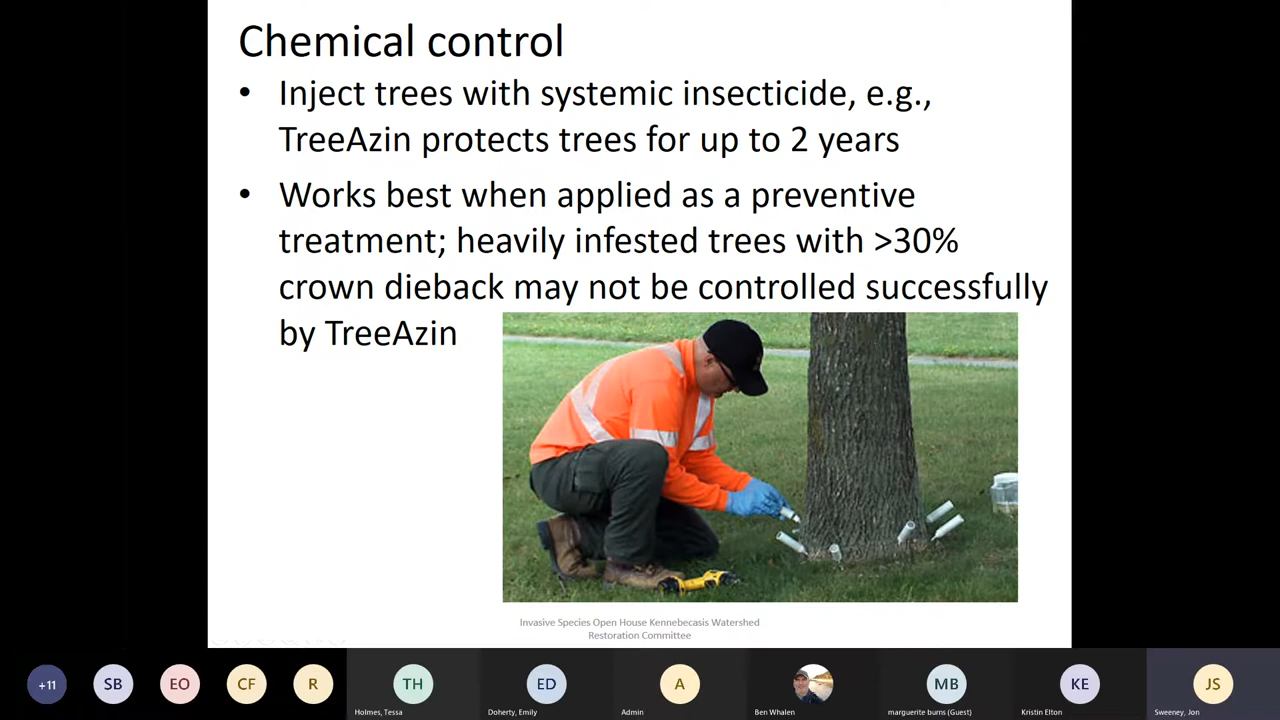 Chemical control
• Inject trees with systemic insecticide, e.g.,
TreeAzin protects trees for up to 2 years
• Works best when applied as a preventive
treatment; heavily infested trees with >30%
crown dieback may not be controlled successfully
by TreeAzin
Invasive Species Open House Kennebecasis Watershed
Restoration Committee
+11
SB
EO
CF
R
TH
ED
A
MB
KE
JS
Holmes, Tessa
Doherty, Emily
Admin
Ben Whalen
marguerite burns (Guest)
Kristin Elton
Sweeney, Jon